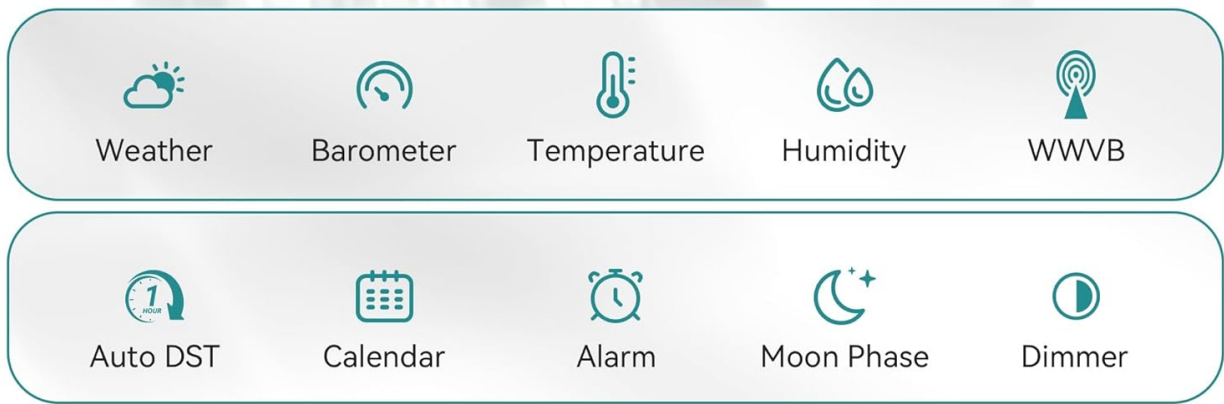 Weather Barometer Temperature Humidity WWVB
1
HOUR
Auto DST Calendar Alarm Moon Phase Dimmer